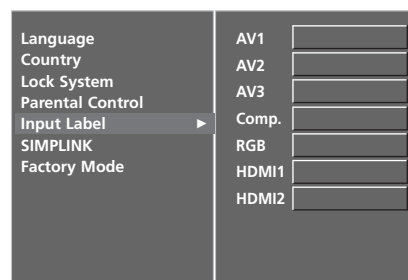 Language
Country
Lock System
Parental Control
Input Label ►
SIMPLINK
Factory Mode
AV1
AV2
AV3
Comp.
RGB
HDMI1
HDMI2